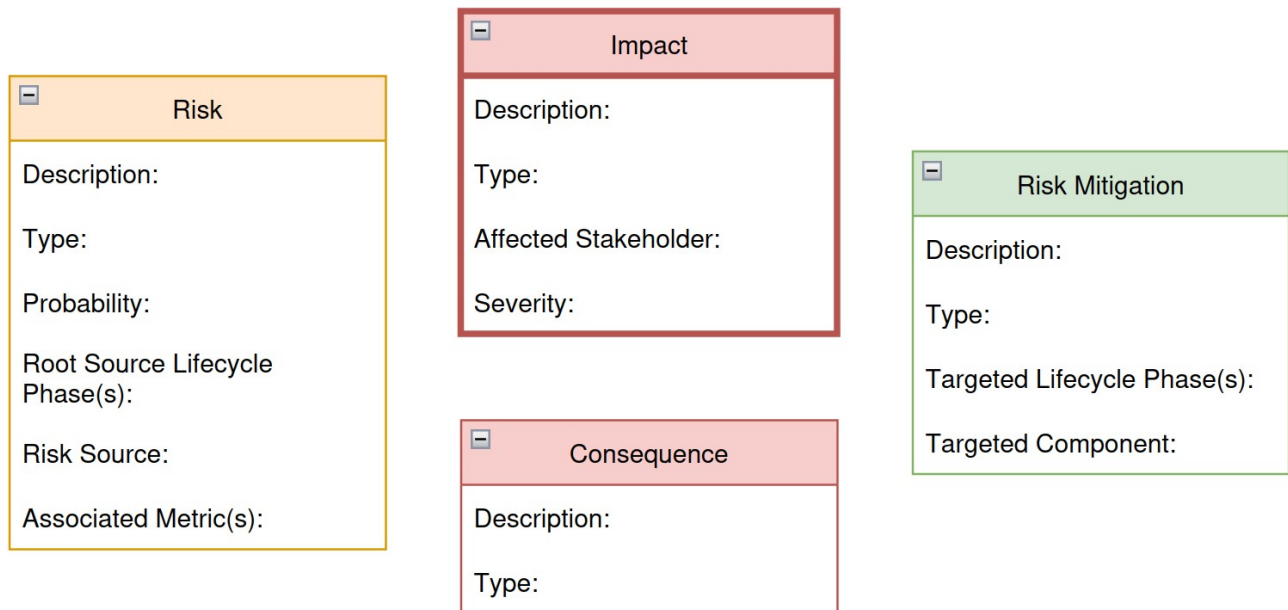 Risk
Description:
Type:
Probability:
Root Source Lifecycle
Phase(s):
Risk Source:
Associated Metric(s):
Impact
Description:
Type:
Affected Stakeholder:
Severity:
Consequence
Description:
Type:
Risk Mitigation
Description:
Type:
Targeted Lifecycle Phase(s):
Targeted Component: